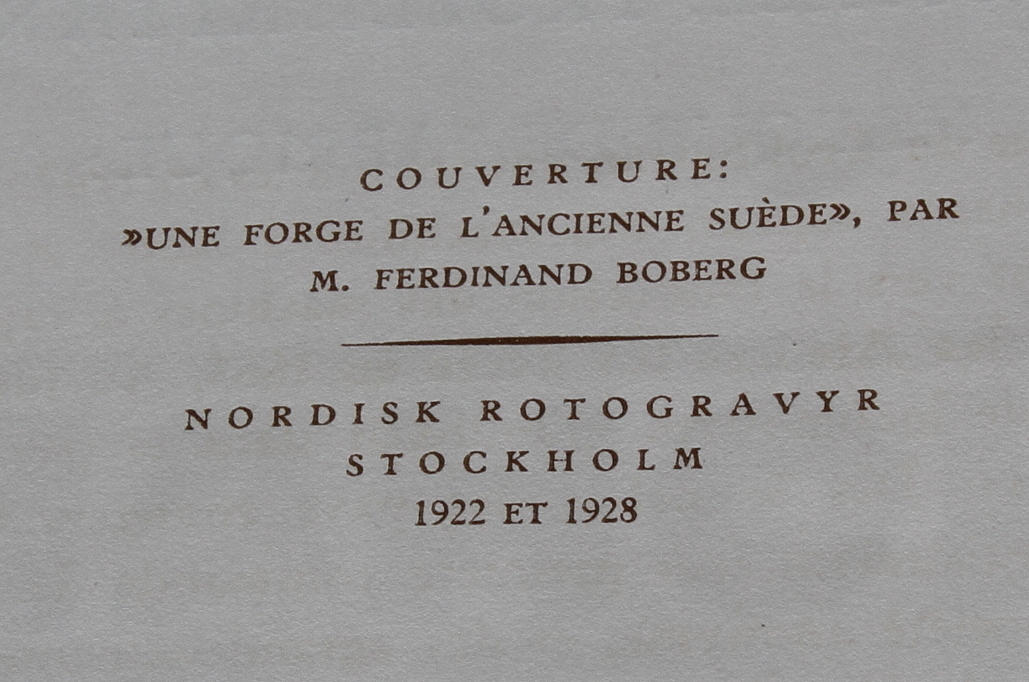 COUVERTURE:
»UNE FORGE DE L'ANCIENNE SUÈDE», PAR
M. FERDINAND BOBERG
NORDISK ROTOGRAVYR
STOCKHOLM
1922 ET 1928